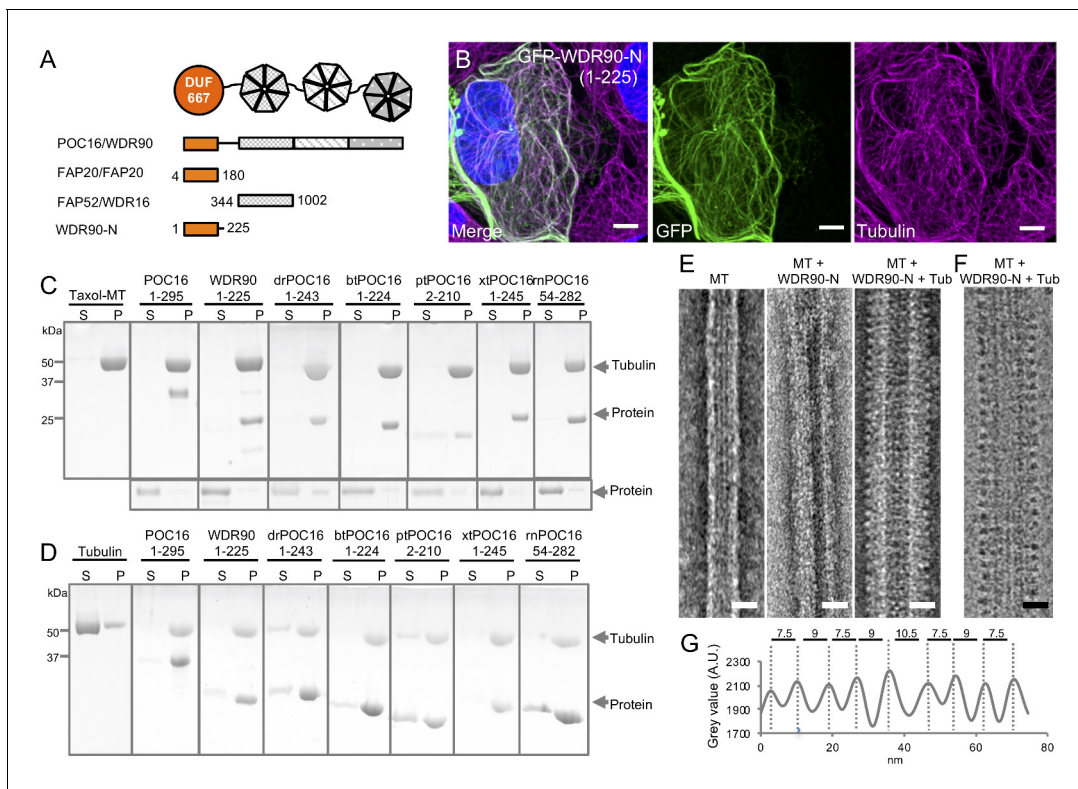 A
DUF
667
POC16/WDR90
FAP20/FAP20
4 180
FAP52/WDR16
344 1002
WDR90-N
1 225
B
GFP-WDR90-N
(1-225)
Merge
GFP
Tubulin
C
Taxol-MT
POC16
1-295
WDR90
1-225
drPOC16
1-243
btPOC16
1-224
ptPOC16
2-210
xtPOC16
1-245
rnPOC16
54-282
S P S P S P S P S P S P S P S P
kDa
50
37
25
Tubulin
Protein
Protein
D
Tubulin
POC16
1-295
WDR90
1-225
drPOC16
1-243
btPOC16
1-224
ptPOC16
2-210
xtPOC16
1-245
rnPOC16
54-282
S P S P S P S P S P S P S P S P
kDa
50
37
Tubulin
Protein
E
MT
MT +
WDR90-N
MT +
WDR90-N + Tub
F
MT +
WDR90-N + Tub
G
7.5 9 7.5 9 10.5 7.5 9 7.5
Grey value (A.U.)
2300
2100
1900
1700
0 20 40 60 80
nm